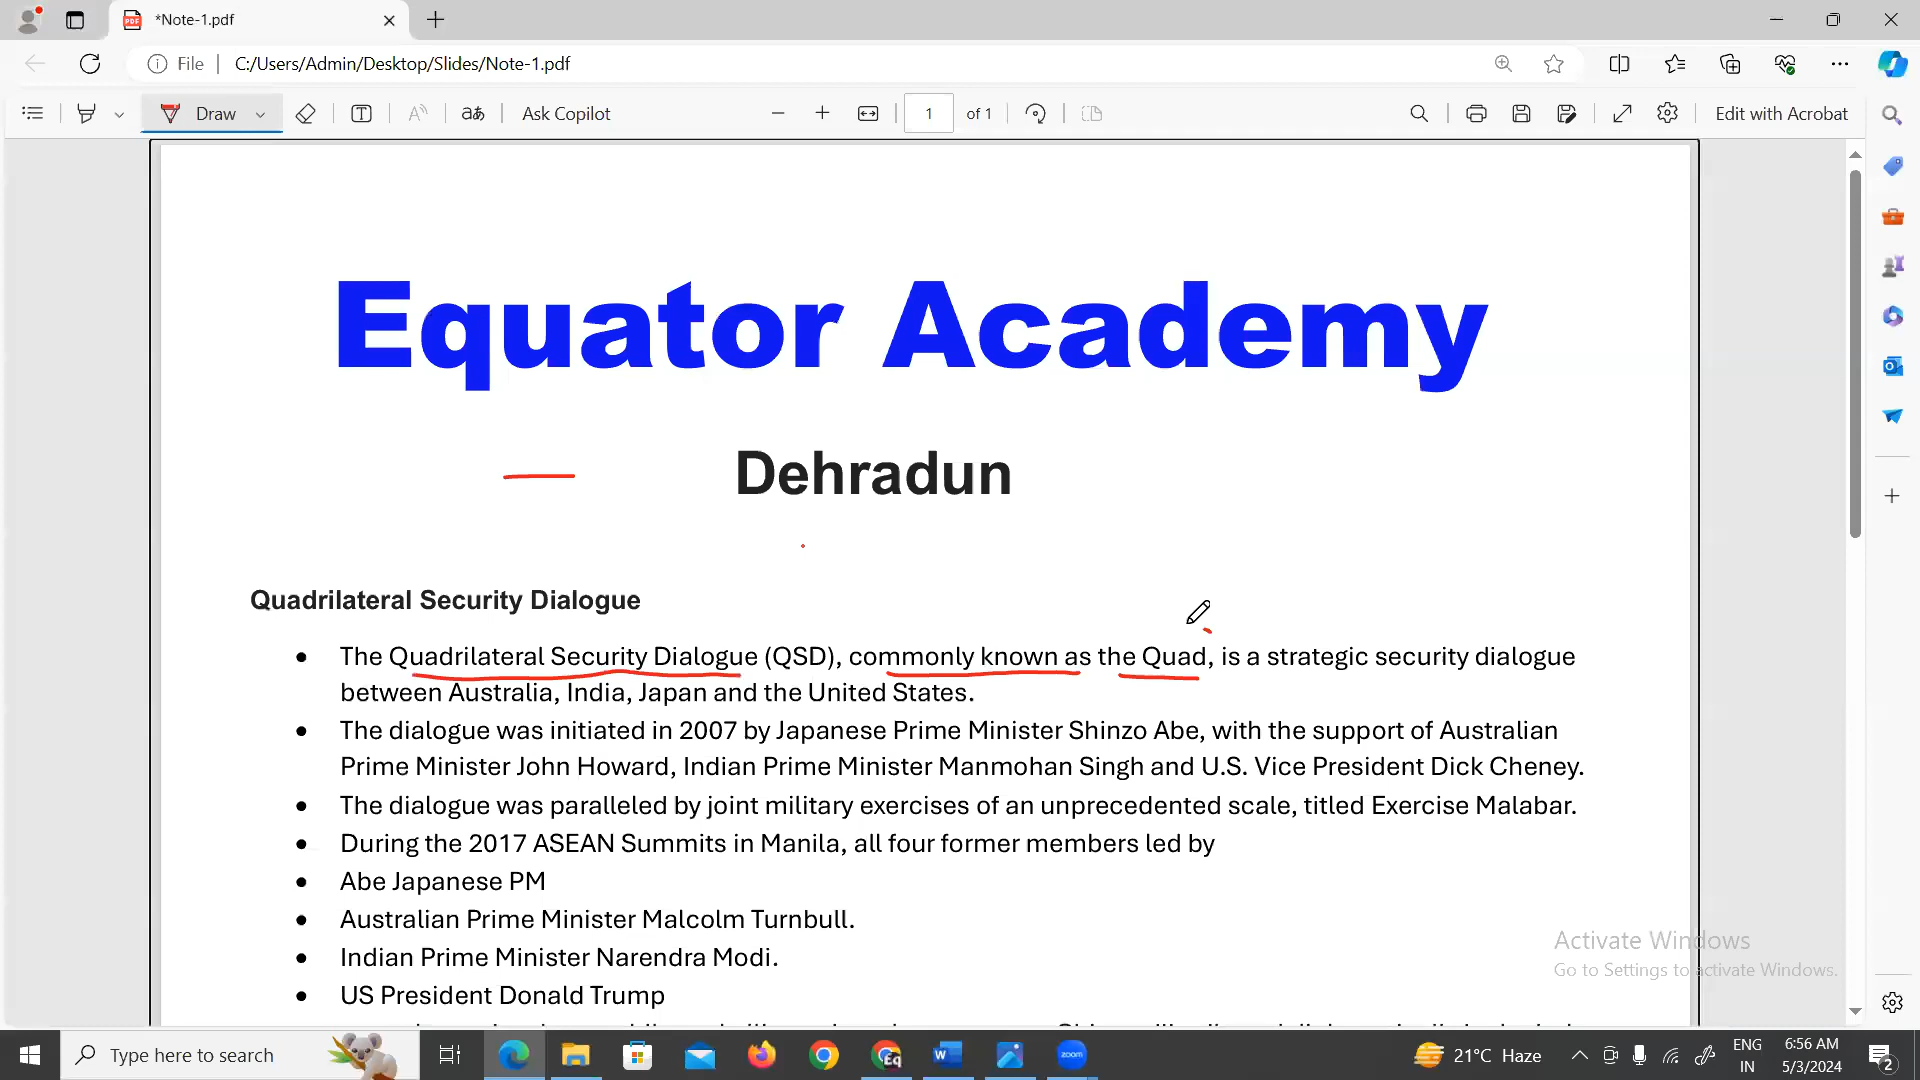 *Note-1.pdf
File
C:/Users/Admin/Desktop/Slides/Note-1.pdf
Draw
Ask Copilot
1
of 1
Edit with Acrobat
Equator Academy
Dehradun
Quadrilateral Security Dialogue
• The Quadrilateral Security Dialogue (QSD), commonly known as the Quad, is a strategic security dialogue
between Australia, India, Japan and the United States.
• The dialogue was initiated in 2007 by Japanese Prime Minister Shinzo Abe, with the support of Australian
Prime Minister John Howard, Indian Prime Minister Manmohan Singh and U.S. Vice President Dick Cheney.
• The dialogue was paralleled by joint military exercises of an unprecedented scale, titled Exercise Malabar.
• During the 2017 ASEAN Summits in Manila, all four former members led by
• Abe Japanese PM
• Australian Prime Minister Malcolm Turnbull.
• Indian Prime Minister Narendra Modi.
• US President Donald Trump
Activate Windows
Go to Settings to activate Windows.
Type here to search
21°C Haze
ENG
IN
6:56 AM
5/3/2024
2